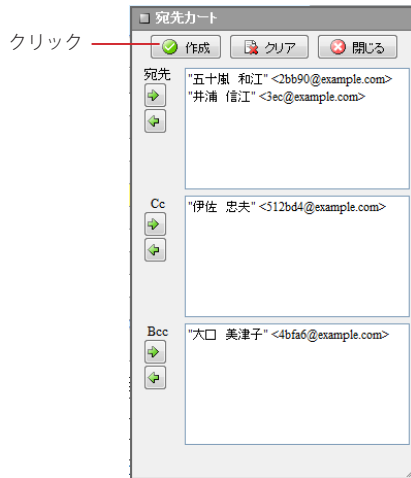 宛先カート
クリック
作成 クリア 閉じる
宛先
"五十嵐 和江" <2bb90@example.com>
"井浦 信江" <3ec@example.com>
Cc
"伊佐 忠夫" <512bd4@example.com>
Bcc
"大口 美津子" <4bfa6@example.com>